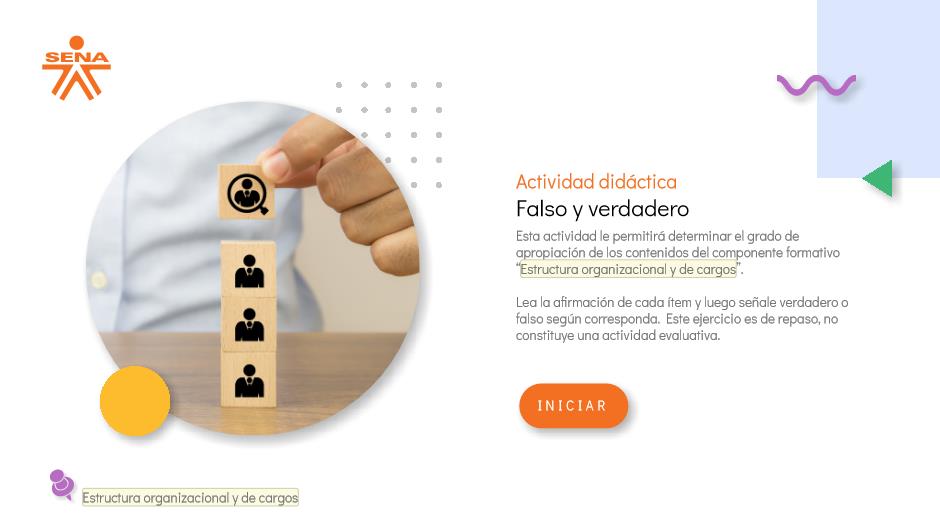 SENA
Actividad didáctica
Falso y verdadero
Esta actividad le permitirá determinar el grado de
apropiación de los contenidos del componente formativo
“Estructura organizacional y de cargos”.
Lea la afirmación de cada ítem y luego señale verdadero o
falso según corresponda. Este ejercicio es de repaso, no
constituye una actividad evaluativa.
INICIAR
Estructura organizacional y de cargos